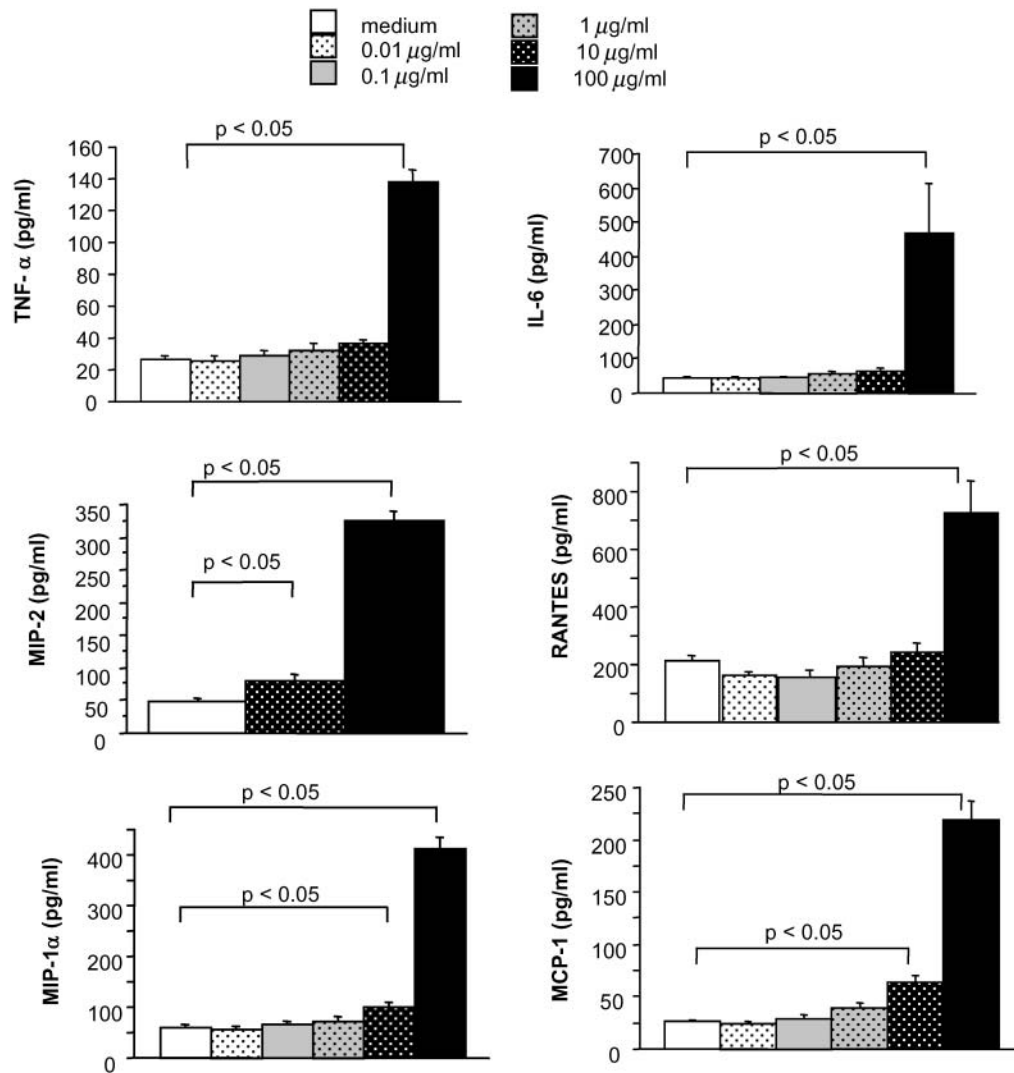 medium
0.01 µg/ml
0.1 µg/ml
1 µg/ml
10 µg/ml
100 µg/ml
p < 0.05
TNF- α (pg/ml)
160
140
120
100
80
60
40
20
0
p < 0.05
IL-6 (pg/ml)
700
600
500
400
300
200
100
0
p < 0.05
p < 0.05
MIP-2 (pg/ml)
350
300
250
200
150
100
50
0
p < 0.05
RANTES (pg/ml)
800
600
400
200
0
p < 0.05
p < 0.05
MIP-1α (pg/ml)
400
300
200
100
0
p < 0.05
p < 0.05
MCP-1 (pg/ml)
250
200
150
100
50
0